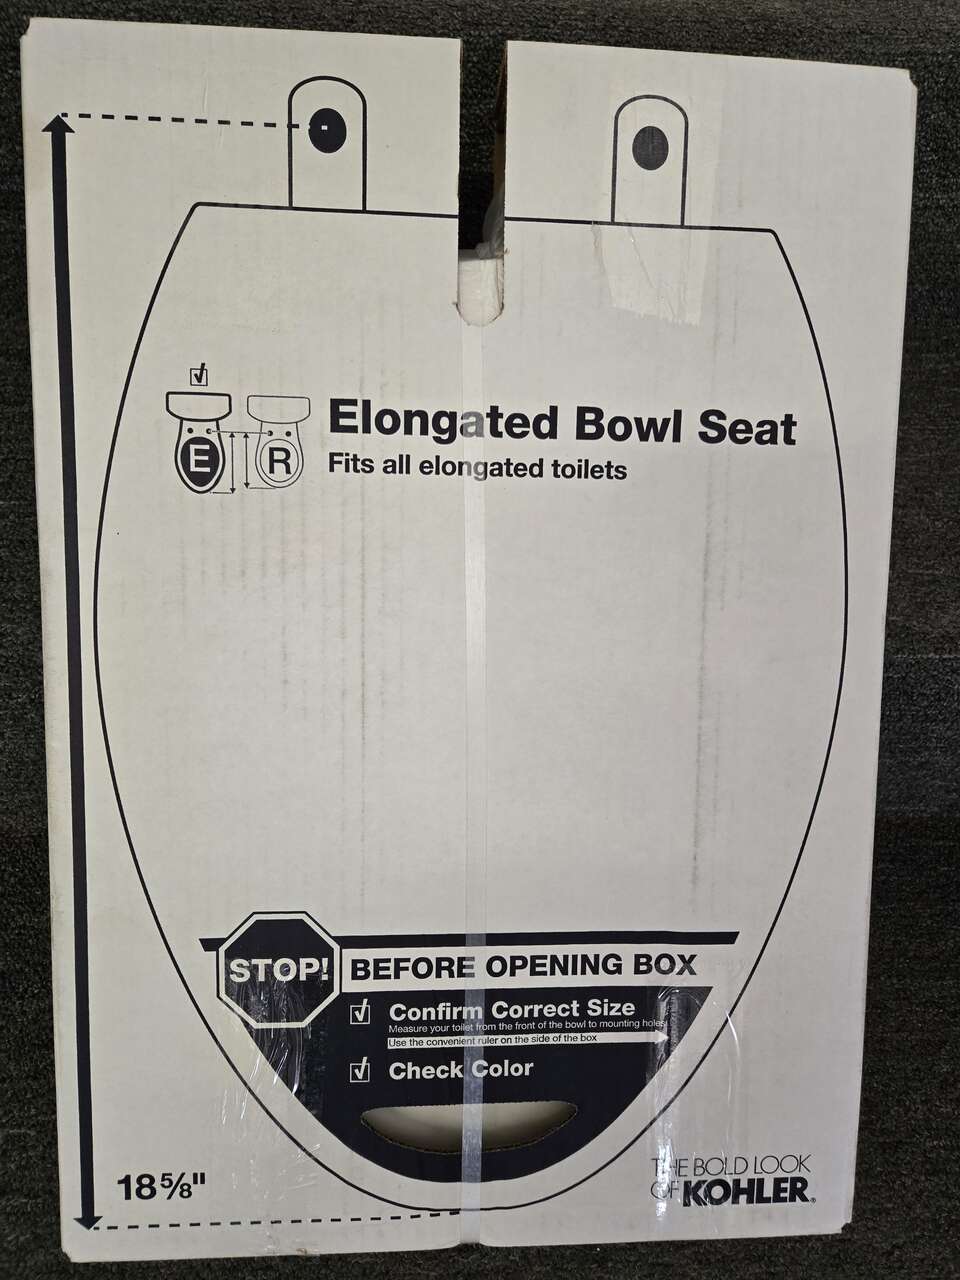 E R
Elongated Bowl Seat
Fits all elongated toilets
STOP!
BEFORE OPENING BOX
Confirm Correct Size
Measure your toilet from the front of the bowl to mounting holes
Use the convenient ruler on the side of the box
Check Color
18 5/8"
THE BOLD LOOK
OF KOHLER®